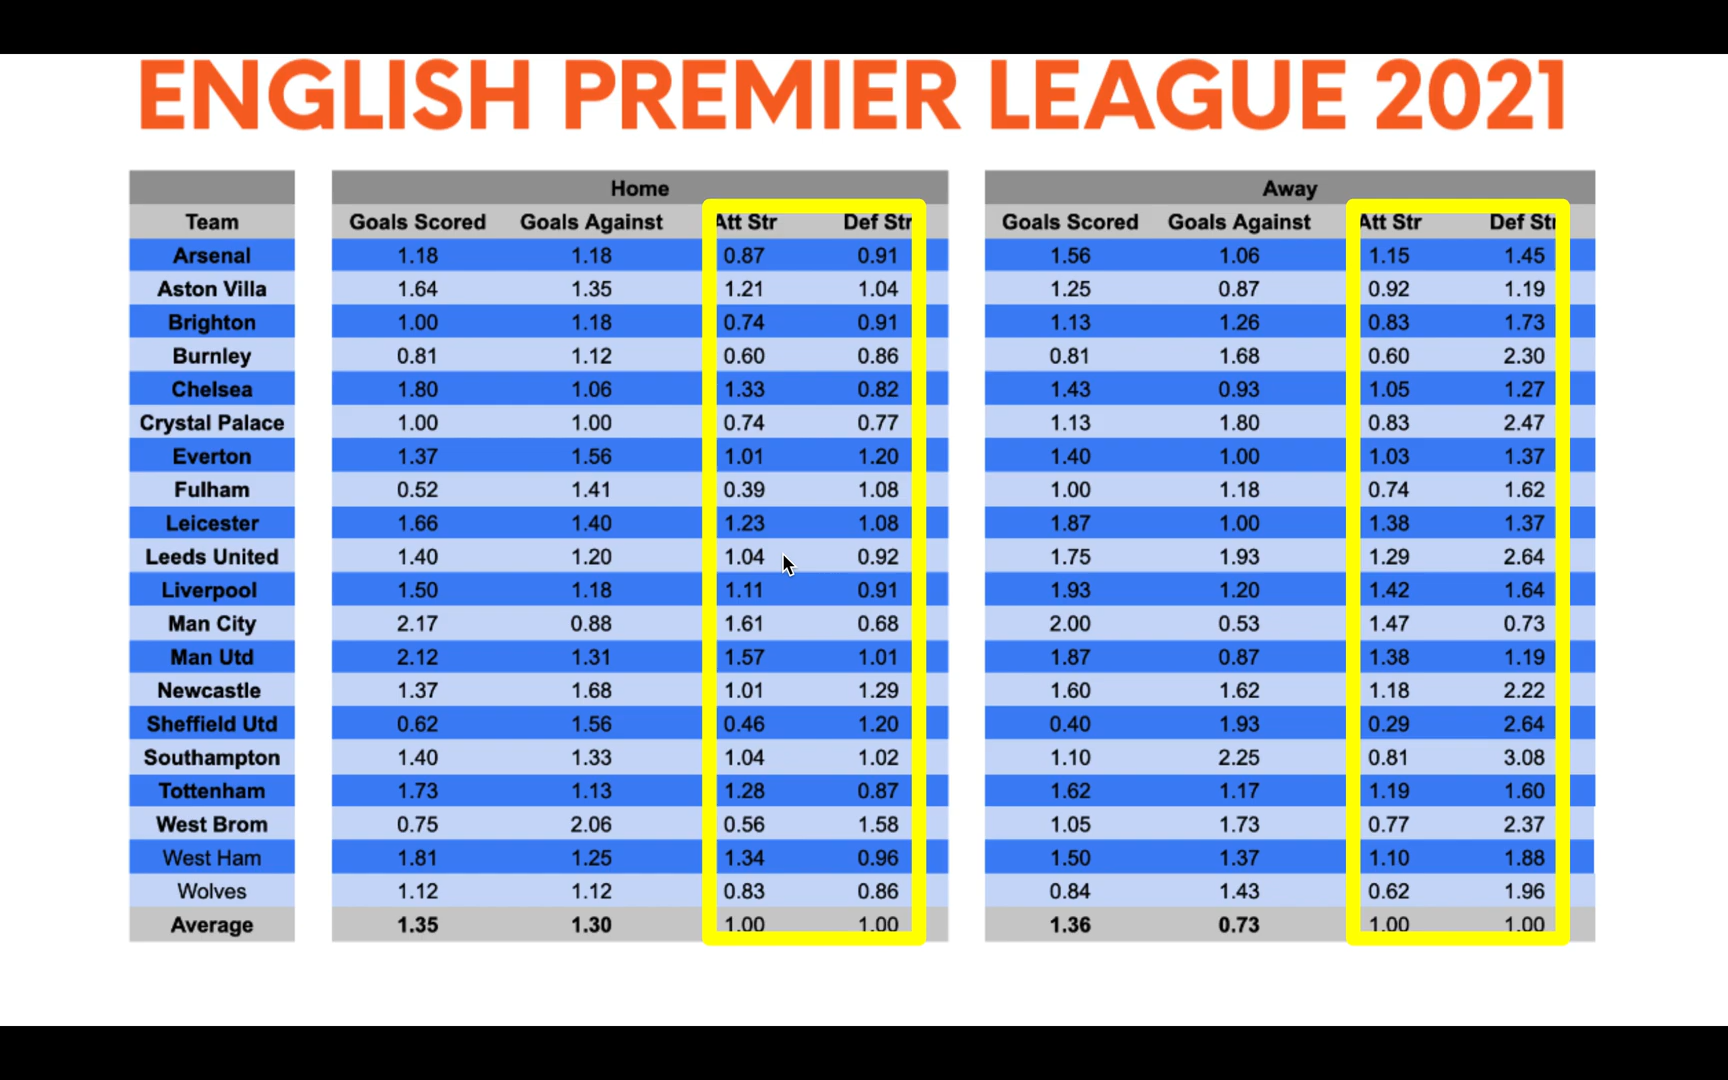 ENGLISH PREMIER LEAGUE 2021
Home Away
Team Goals Scored Goals Against Att Str Def Str Goals Scored Goals Against Att Str Def Str
Arsenal 1.18 1.18 0.87 0.91 1.56 1.06 1.15 1.45
Aston Villa 1.64 1.35 1.21 1.04 1.25 0.87 0.92 1.19
Brighton 1.00 1.18 0.74 0.91 1.13 1.26 0.83 1.73
Burnley 0.81 1.12 0.60 0.86 0.81 1.68 0.60 2.30
Chelsea 1.80 1.06 1.33 0.82 1.43 0.93 1.05 1.27
Crystal Palace 1.00 1.00 0.74 0.77 1.13 1.80 0.83 2.47
Everton 1.37 1.56 1.01 1.20 1.40 1.00 1.03 1.37
Fulham 0.52 1.41 0.39 1.08 1.00 1.18 0.74 1.62
Leicester 1.66 1.40 1.23 1.08 1.87 1.00 1.38 1.37
Leeds United 1.40 1.20 1.04 0.92 1.75 1.93 1.29 2.64
Liverpool 1.50 1.18 1.11 0.91 1.93 1.20 1.42 1.64
Man City 2.17 0.88 1.61 0.68 2.00 0.53 1.47 0.73
Man Utd 2.12 1.31 1.57 1.01 1.87 0.87 1.38 1.19
Newcastle 1.37 1.68 1.01 1.29 1.60 1.62 1.18 2.22
Sheffield Utd 0.62 1.56 0.46 1.20 0.40 1.93 0.29 2.64
Southampton 1.40 1.33 1.04 1.02 1.10 2.25 0.81 3.08
Tottenham 1.73 1.13 1.28 0.87 1.62 1.17 1.19 1.60
West Brom 0.75 2.06 0.56 1.58 1.05 1.73 0.77 2.37
West Ham 1.81 1.25 1.34 0.96 1.50 1.37 1.10 1.88
Wolves 1.12 1.12 0.83 0.86 0.84 1.43 0.62 1.96
Average 1.35 1.30 1.00 1.00 1.36 0.73 1.00 1.00